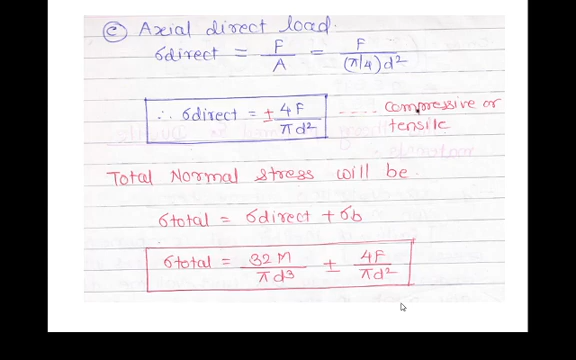 (C) Axial direct load.
σdirect = F/A = F/((π/4)d²)
∴ σdirect = ± 4F/πd² .... compressive or tensile
Total Normal stress will be
σtotal = σdirect + σb
σtotal = 32M/πd³ ± 4F/πd²